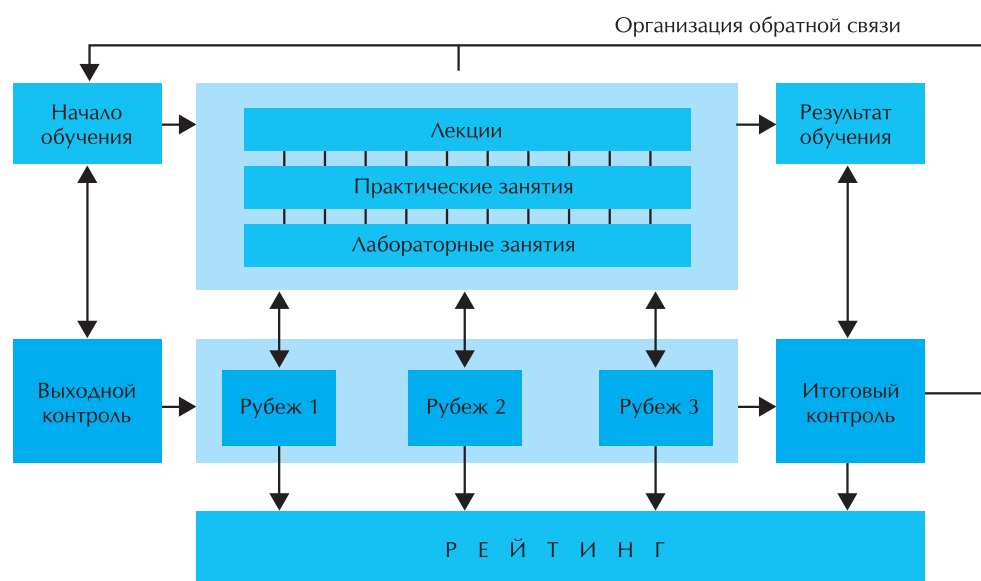 Организация обратной связи
Начало
обучения
Лекции
Практические занятия
Лабораторные занятия
Результат
обучения
Выходной
контроль
Рубеж 1
Рубеж 2
Рубеж 3
Итоговый
контроль
Р Е Й Т И Н Г